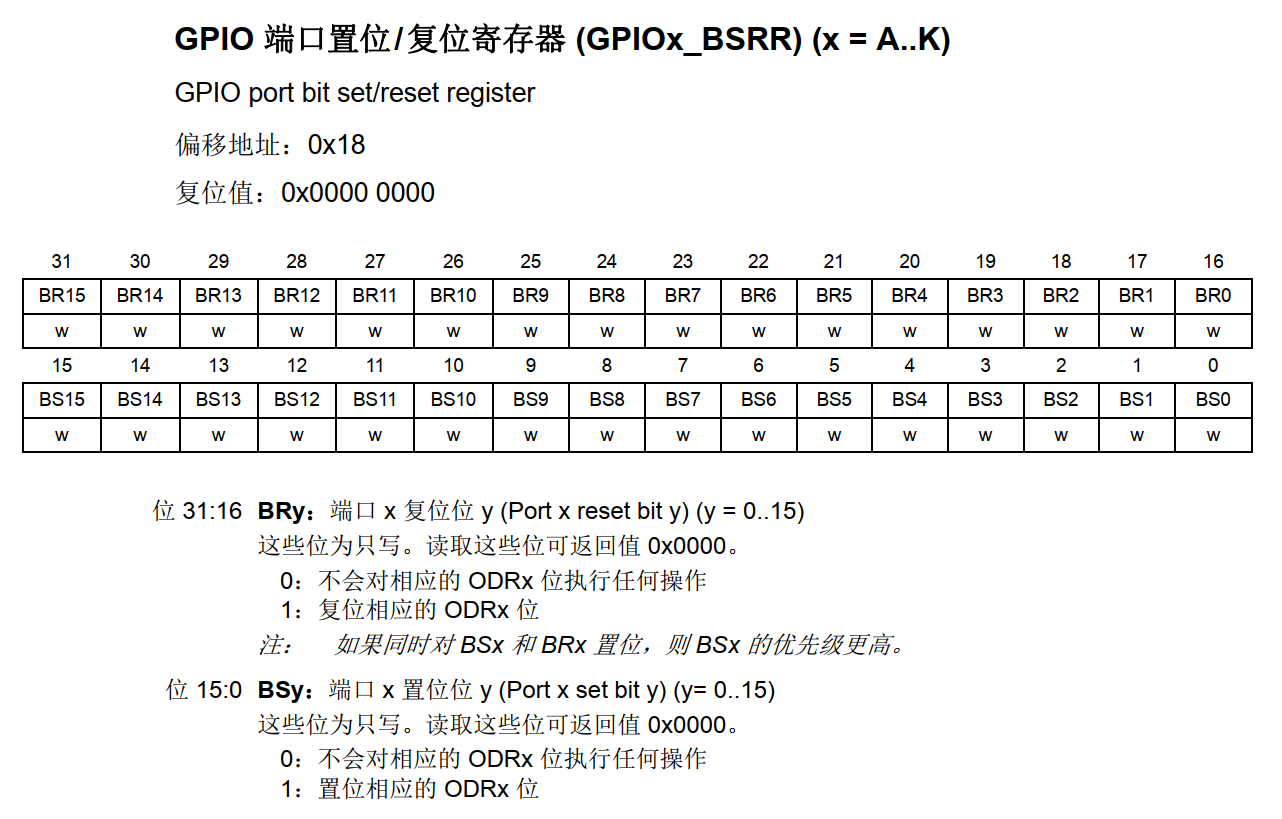 GPIO 端口置位/复位寄存器 (GPIOx_BSRR) (x = A..K)
GPIO port bit set/reset register
偏移地址：0x18
复位值：0x0000 0000
31 30 29 28 27 26 25 24 23 22 21 20 19 18 17 16
BR15 BR14 BR13 BR12 BR11 BR10 BR9 BR8 BR7 BR6 BR5 BR4 BR3 BR2 BR1 BR0
w w w w w w w w w w w w w w w w
15 14 13 12 11 10 9 8 7 6 5 4 3 2 1 0
BS15 BS14 BS13 BS12 BS11 BS10 BS9 BS8 BS7 BS6 BS5 BS4 BS3 BS2 BS1 BS0
w w w w w w w w w w w w w w w w
位 31:16 BRy：端口 x 复位位 y (Port x reset bit y) (y = 0..15)
这些位为只写。读取这些位可返回值 0x0000。
0：不会对相应的 ODRx 位执行任何操作
1：复位相应的 ODRx 位
注： 如果同时对 BSx 和 BRx 置位，则 BSx 的优先级更高。
位 15:0 BSy：端口 x 置位位 y (Port x set bit y) (y= 0..15)
这些位为只写。读取这些位可返回值 0x0000。
0：不会对相应的 ODRx 位执行任何操作
1：置位相应的 ODRx 位